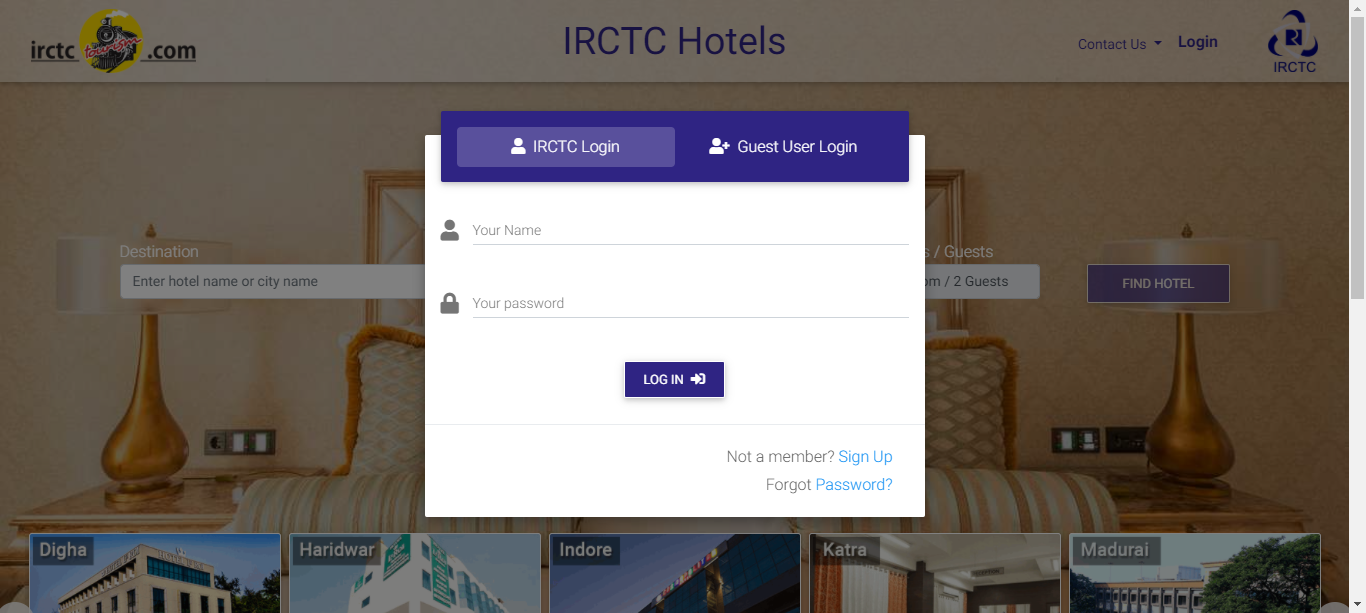 irctc tourism .com
IRCTC Hotels
Contact Us
Login
IRCTC
IRCTC Login
Guest User Login
Your Name
Destination
s / Guests
Enter hotel name or city name
om / 2 Guests
FIND HOTEL
Your password
LOG IN
Not a member? Sign Up
Forgot Password?
Digha
Haridwar
Indore
Katra
Madurai